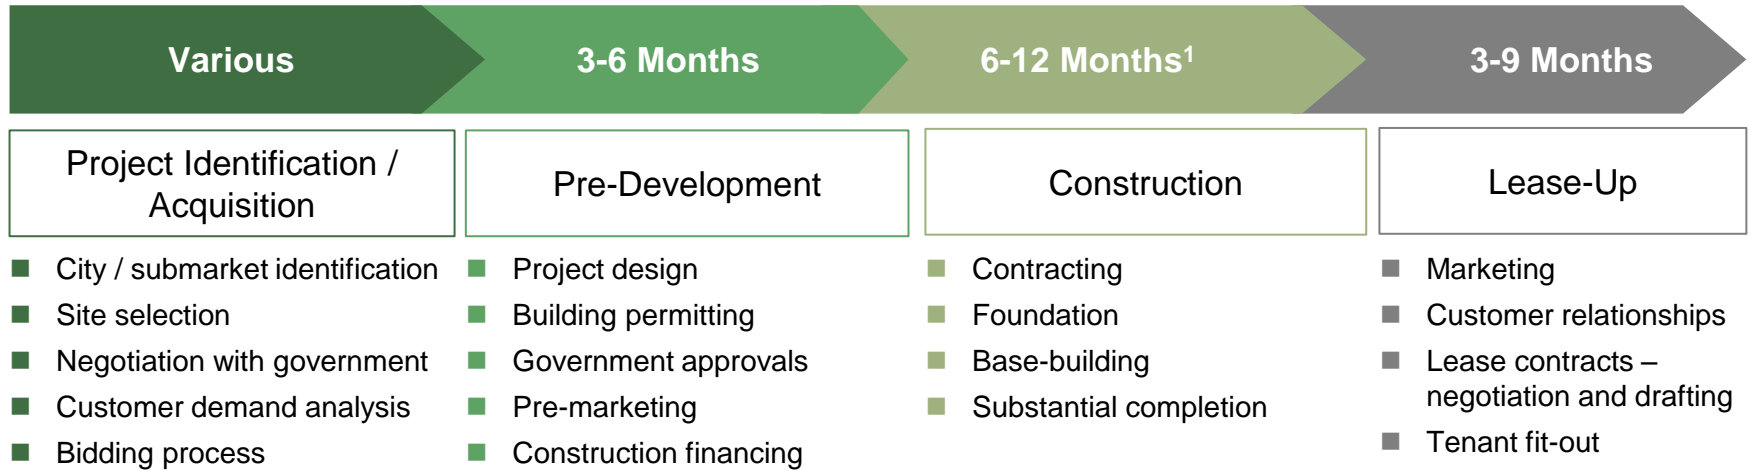 Various
3-6 Months
6-12 Months¹
3-9 Months
Project Identification /
Acquisition
Pre-Development
Construction
Lease-Up
City / submarket identification
Site selection
Negotiation with government
Customer demand analysis
Bidding process
Project design
Building permitting
Government approvals
Pre-marketing
Construction financing
Contracting
Foundation
Base-building
Substantial completion
Marketing
Customer relationships
Lease contracts –
negotiation and drafting
Tenant fit-out